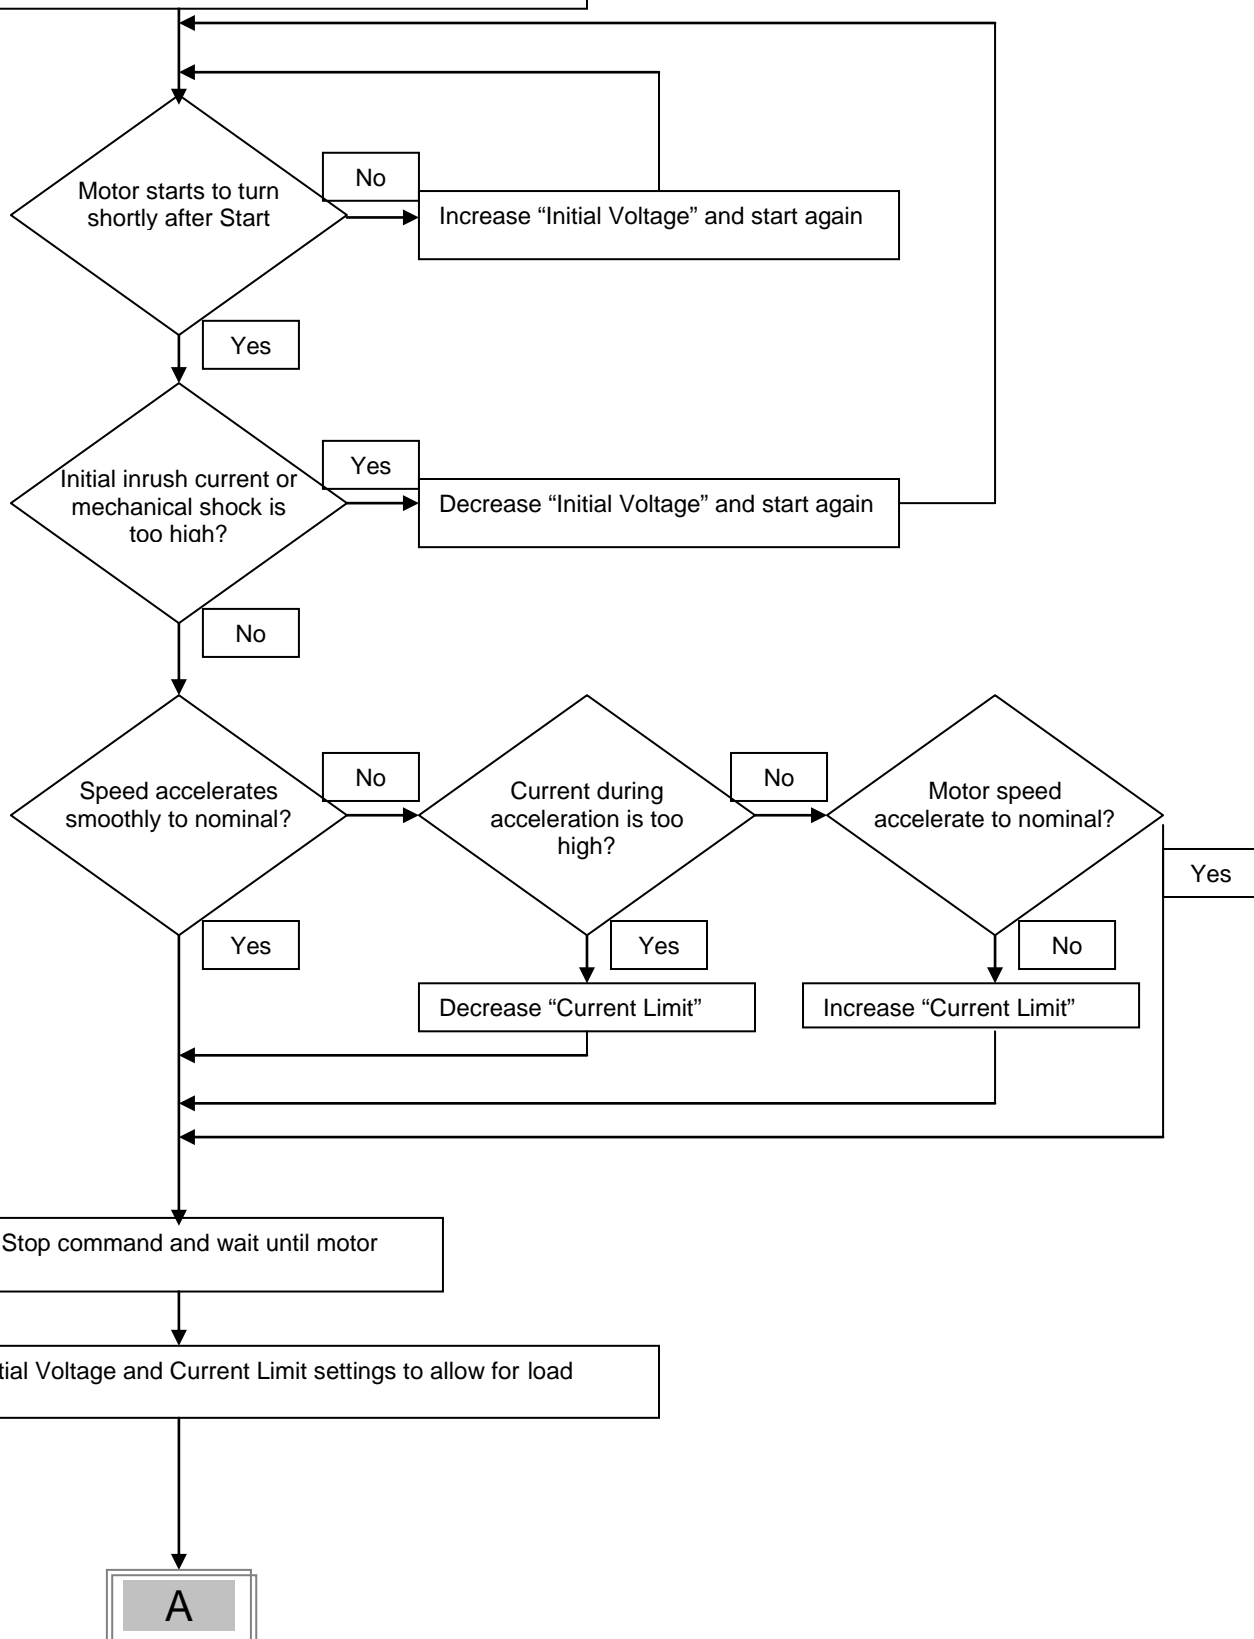 Motor starts to turn
shortly after Start
No
Increase “Initial Voltage” and start again
Yes
Initial inrush current or
mechanical shock is
too high?
Yes
Decrease “Initial Voltage” and start again
No
Speed accelerates
smoothly to nominal?
No
Current during
acceleration is too
high?
No
Motor speed
accelerate to nominal?
Yes
Yes
Yes
No
Decrease “Current Limit”
Increase “Current Limit”
Stop command and wait until motor
Voltage and Current Limit settings to allow for load
A